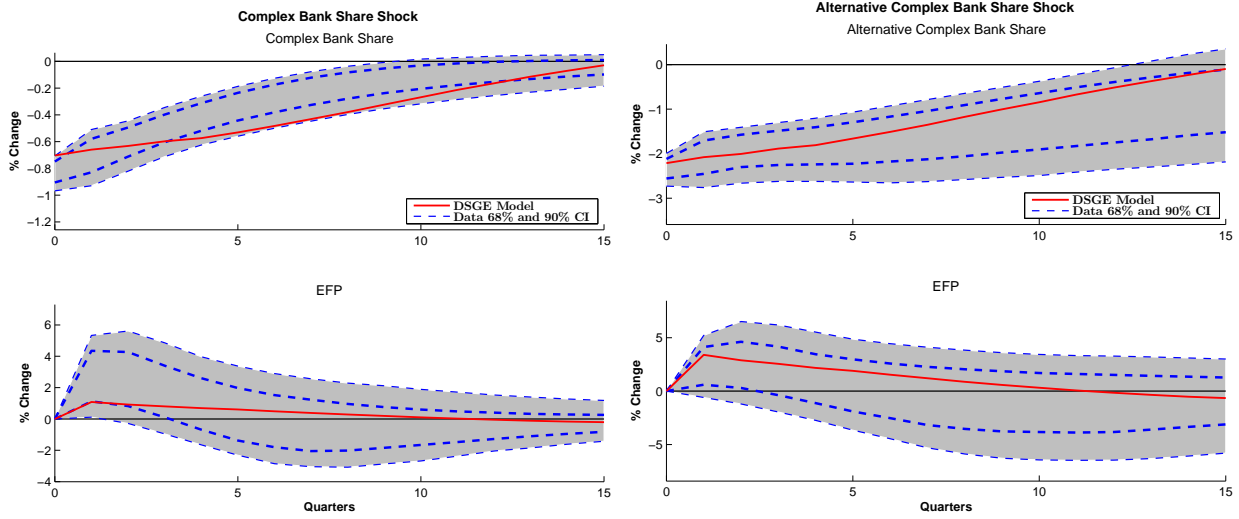 Complex Bank Share Shock
Complex Bank Share
0
−0.2
−0.4
−0.6
−0.8
−1
−1.2
% Change
DSGE Model
Data 68% and 90% CI
0
5
10
15
EFP
6
4
2
0
−2
−4
% Change
0
5
10
15
Quarters
Alternative Complex Bank Share Shock
Alternative Complex Bank Share
0
−1
−2
−3
% Change
DSGE Model
Data 68% and 90% CI
0
5
10
15
EFP
5
0
−5
% Change
0
5
10
15
Quarters